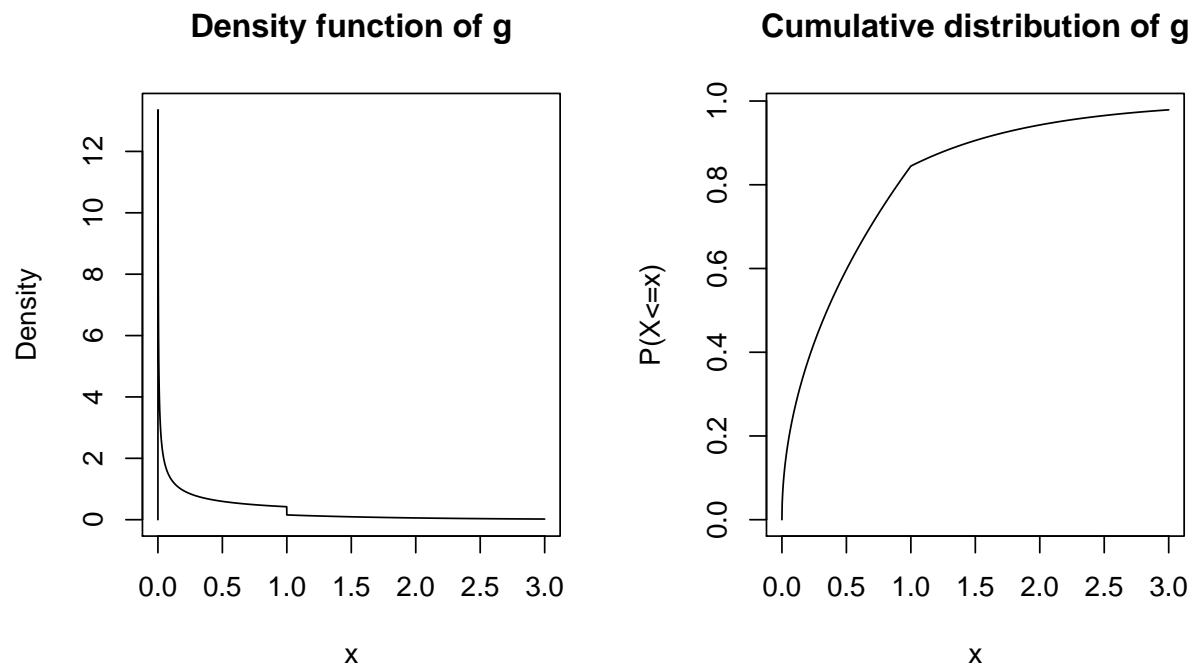 Density function of g
Density
0 2 4 6 8 10 12
0.0 0.5 1.0 1.5 2.0 2.5 3.0
x
Cumulative distribution of g
P(X<=x)
0.0 0.2 0.4 0.6 0.8 1.0
0.0 0.5 1.0 1.5 2.0 2.5 3.0
x